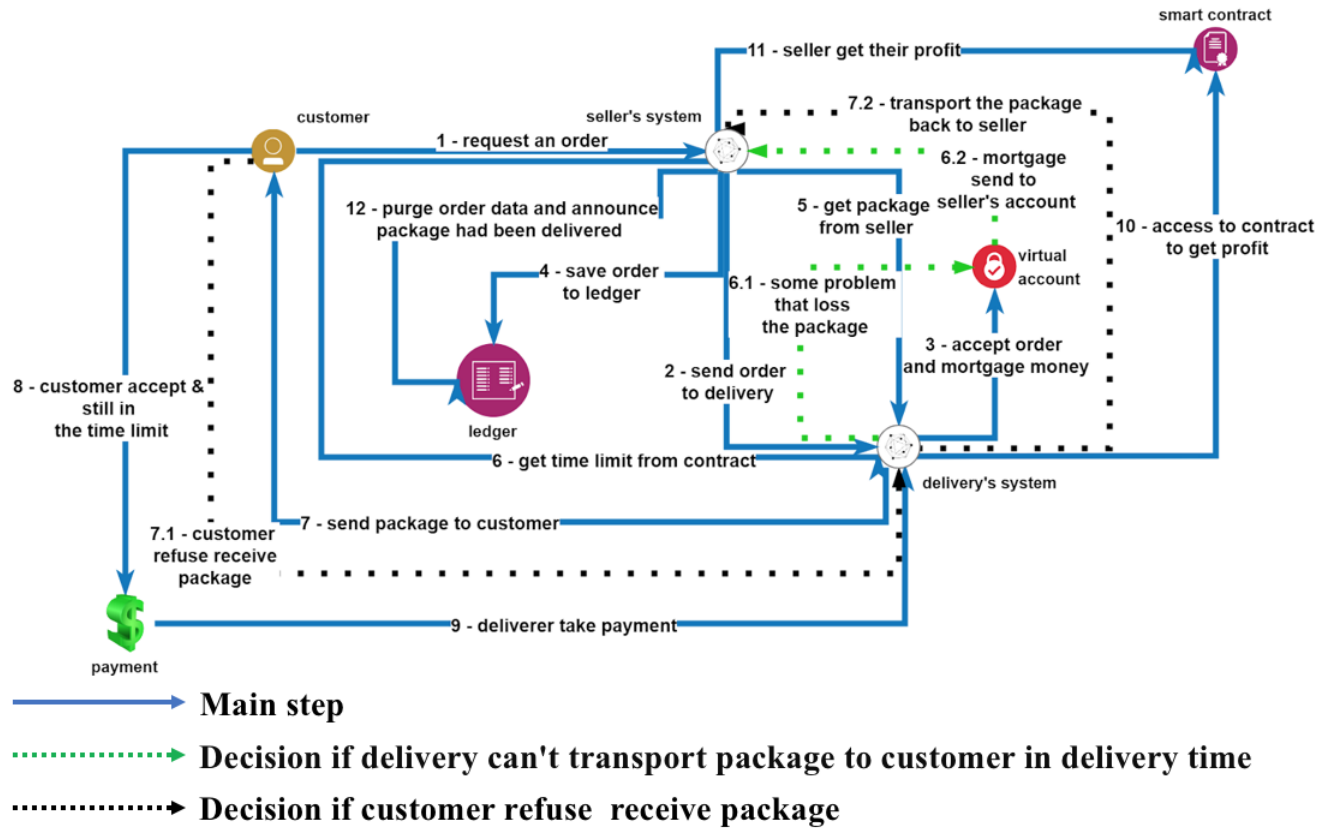 smart contract
11 - seller get their profit
customer
seller's system
7.2 - transport the package
back to seller
1 - request an order
6.2 - mortgage
send to
seller's account
12 - purge order data and announce
package had been delivered
5 - get package
from seller
10 - access to contract
to get profit
4 - save order
to ledger
6.1 - some problem
that loss
the package
virtual
account
3 - accept order
and mortgage money
2 - send order
to delivery
8 - customer accept &
still in
the time limit
ledger
6 - get time limit from contract
delivery's system
7 - send package to customer
7.1 - customer
refuse receive
package
9 - deliverer take payment
$
payment
Main step
Decision if delivery can't transport package to customer in delivery time
Decision if customer refuse receive package